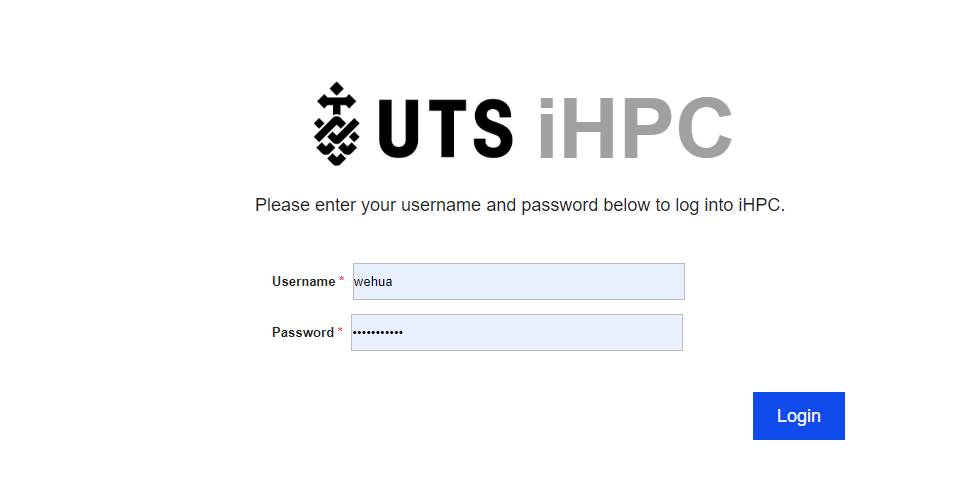 UTS iHPC
Please enter your username and password below to log into iHPC.
Username * wehua
Password * •••••••••••
Login